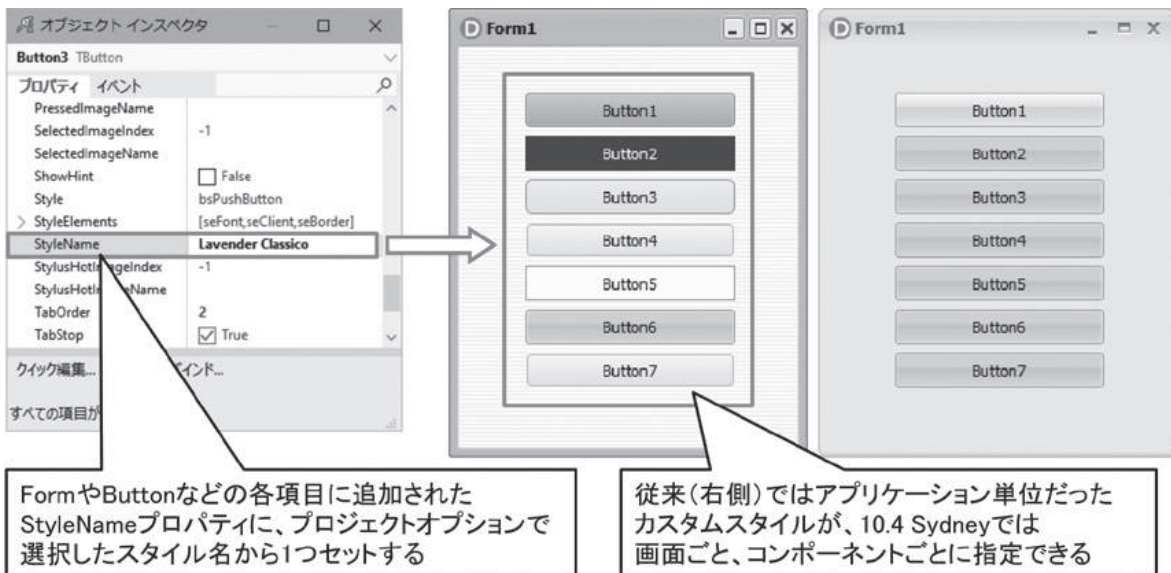 オブジェクト インスペクタ
Button3 TButton
プロパティ イベント
PressedImageName
SelectedImageIndex -1
SelectedImageName
ShowHint False
Style bsPushButton
StyleElements [seFont,seClient,seBorder]
StyleName Lavender Classico
StylusHotImageIndex -1
StylusHot Name
TabOrder 2
TabStop True
クイック編集... インド...
すべての項目が
Form1
Button1
Button2
Button3
Button4
Button5
Button6
Button7
Form1
Button1
Button2
Button3
Button4
Button5
Button6
Button7
FormやButtonなどの各項目に追加された
StyleNameプロパティに、プロジェクトオプションで
選択したスタイル名から1つセットする
従来(右側)ではアプリケーション単位だった
カスタムスタイルが、10.4 Sydneyでは
画面ごと、コンポーネントごとに指定できる